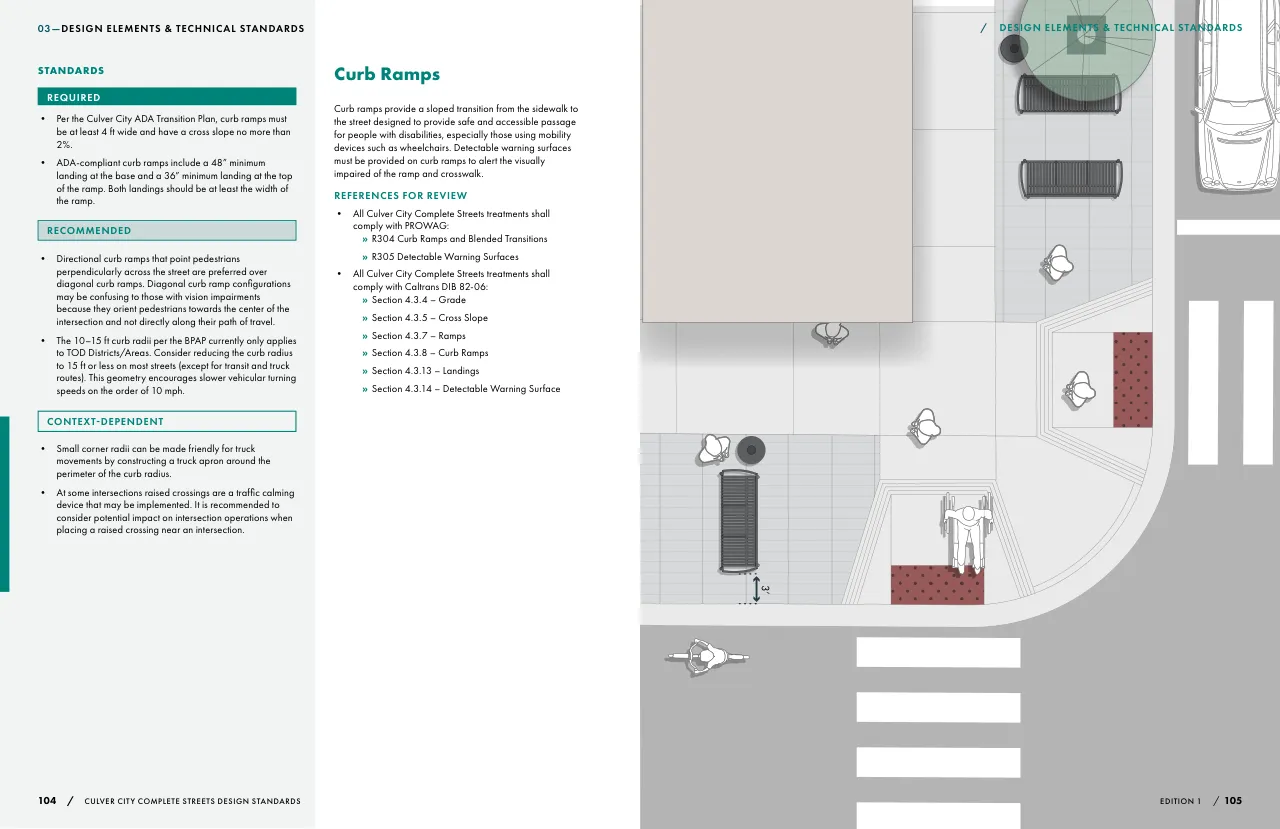 03—DESIGN ELEMENTS & TECHNICAL STANDARDS
STANDARDS
REQUIRED
• Per the Culver City ADA Transition Plan, curb ramps must
be at least 4 ft wide and have a cross slope no more than
2%.
• ADA-compliant curb ramps include a 48” minimum
landing at the base and a 36” minimum landing at the top
of the ramp. Both landings should be at least the width of
the ramp.
RECOMMENDED
• Directional curb ramps that point pedestrians
perpendicularly across the street are preferred over
diagonal curb ramps. Diagonal curb ramp configurations
may be confusing to those with vision impairments
because they orient pedestrians towards the center of the
intersection and not directly along their path of travel.
• The 10–15 ft curb radii per the BPAP currently only applies
to TOD Districts/Areas. Consider reducing the curb radius
to 15 ft or less on most streets (except for transit and truck
routes). This geometry encourages slower vehicular turning
speeds on the order of 10 mph.
CONTEXT-DEPENDENT
• Small corner radii can be made friendly for truck
movements by constructing a truck apron around the
perimeter of the curb radius.
• At some intersections raised crossings are a traffic calming
device that may be implemented. It is recommended to
consider potential impact on intersection operations when
placing a raised crossing near an intersection.
104 / CULVER CITY COMPLETE STREETS DESIGN STANDARDS
Curb Ramps
Curb ramps provide a sloped transition from the sidewalk to
the street designed to provide safe and accessible passage
for people with disabilities, especially those using mobility
devices such as wheelchairs. Detectable warning surfaces
must be provided on curb ramps to alert the visually
impaired of the ramp and crosswalk.
REFERENCES FOR REVIEW
• All Culver City Complete Streets treatments shall
comply with PROWAG:
» R304 Curb Ramps and Blended Transitions
» R305 Detectable Warning Surfaces
• All Culver City Complete Streets treatments shall
comply with Caltrans DIB 82-06:
» Section 4.3.4 – Grade
» Section 4.3.5 – Cross Slope
» Section 4.3.7 – Ramps
» Section 4.3.8 – Curb Ramps
» Section 4.3.13 – Landings
» Section 4.3.14 – Detectable Warning Surface
/ DESIGN ELEMENTS & TECHNICAL STANDARDS
3’
EDITION 1 / 105